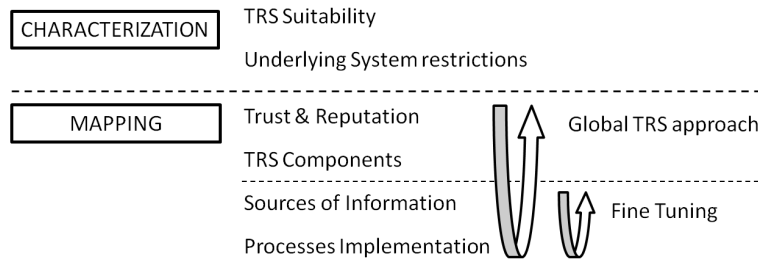 CHARACTERIZATION
TRS Suitability
Underlying System restrictions
MAPPING
Trust & Reputation
TRS Components
Global TRS approach
Sources of Information
Processes Implementation
Fine Tuning